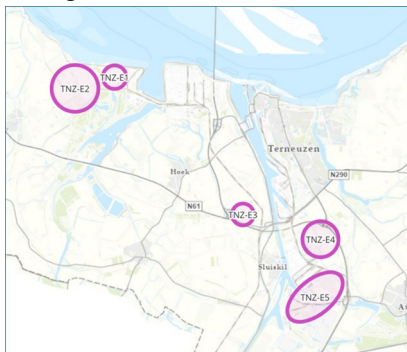 TNZ-E1
TNZ-E2
Terneuzen
Hoek
N290
N61
TNZ-E3
TNZ-E4
Sluiskil
TNZ-E5